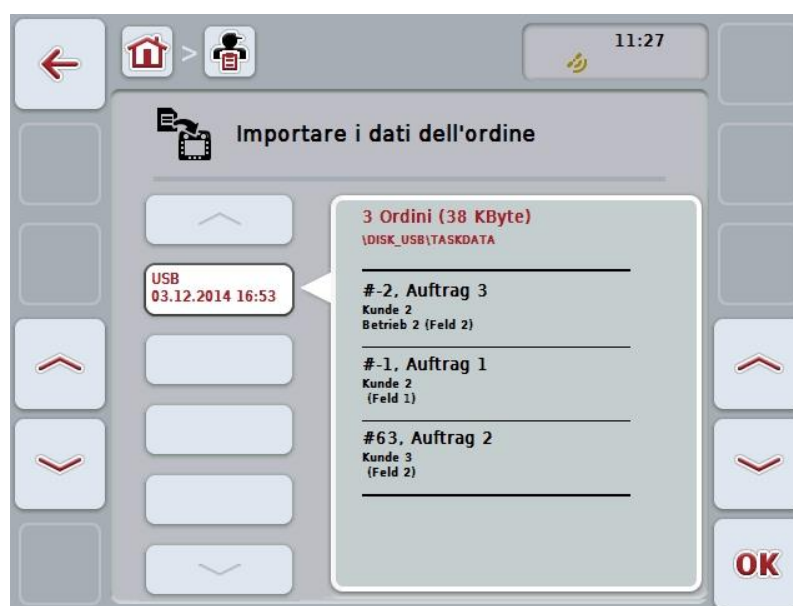 >
11:27
Importare i dati dell'ordine
USB
03.12.2014 16:53
3 Ordini (38 KByte)
\DISK_USB\TASKDATA
#-2, Auftrag 3
Kunde 2
Betrieb 2 (Feld 2)
#-1, Auftrag 1
Kunde 2
(Feld 1)
#63, Auftrag 2
Kunde 3
(Feld 2)
OK